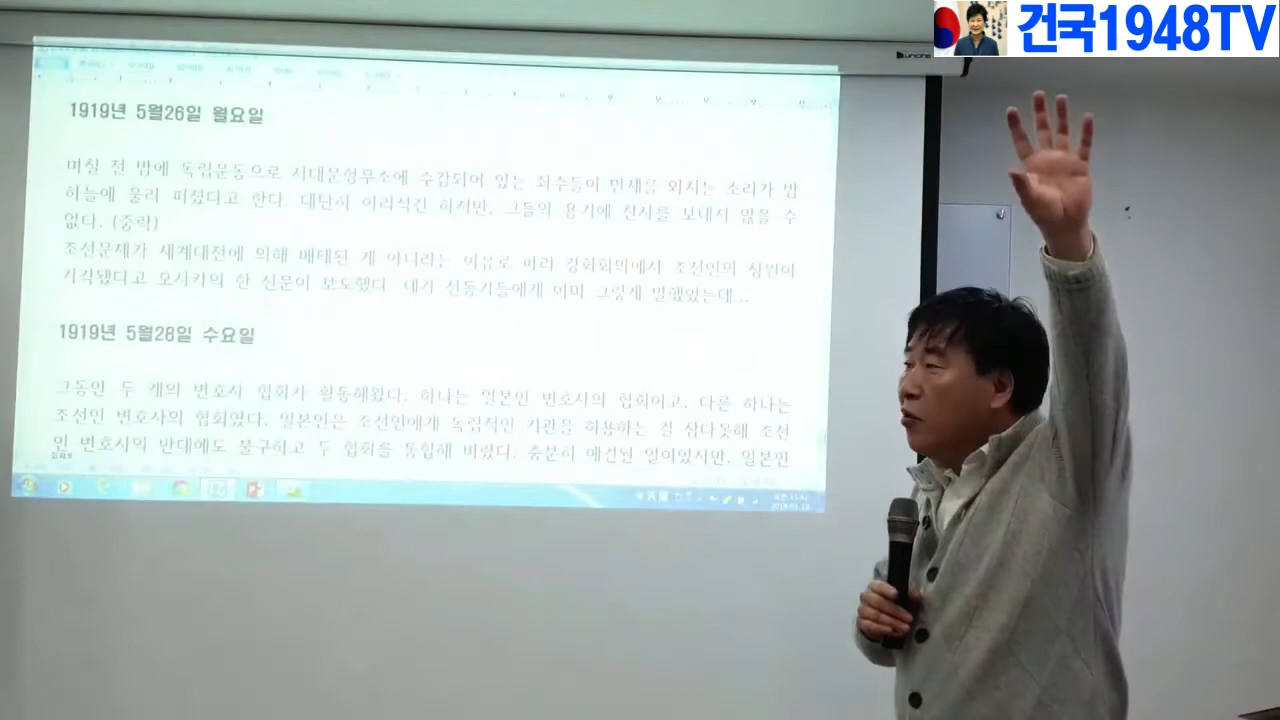 건국1948TV
1919년 5월26일 월요일
며칠 전 밤에 독립운동으로 서대문형무소에 수감되어 있는 죄수들이 만세를 외치는 소리가 밤
하늘에 울려 퍼졌다고 한다. 대단히 어리석긴 하지만, 그들의 용기에 찬사를 보내지 않을 수
없다. (중략)
조선문제가 세계대전에 의해 배태된 게 아니라는 이유로 파리 강화회의에서 조선인의 청원이
기각됐다고 오사카의 한 신문이 보도했다. 내가 선동자들에게 이미 그렇게 말했었는데...
1919년 5월28일 수요일
그동안 두 개의 변호사 협회가 활동해왔다. 하나는 일본인 변호사의 협회이고, 다른 하나는
조선인 변호사의 협회였다. 일본인은 조선인에게 독립적인 기관을 허용하는 걸 참다못해 조선
인 변호사의 반대에도 불구하고 두 협회를 통합해 버렸다. 충분히 예견된 일이었지만, 일본인